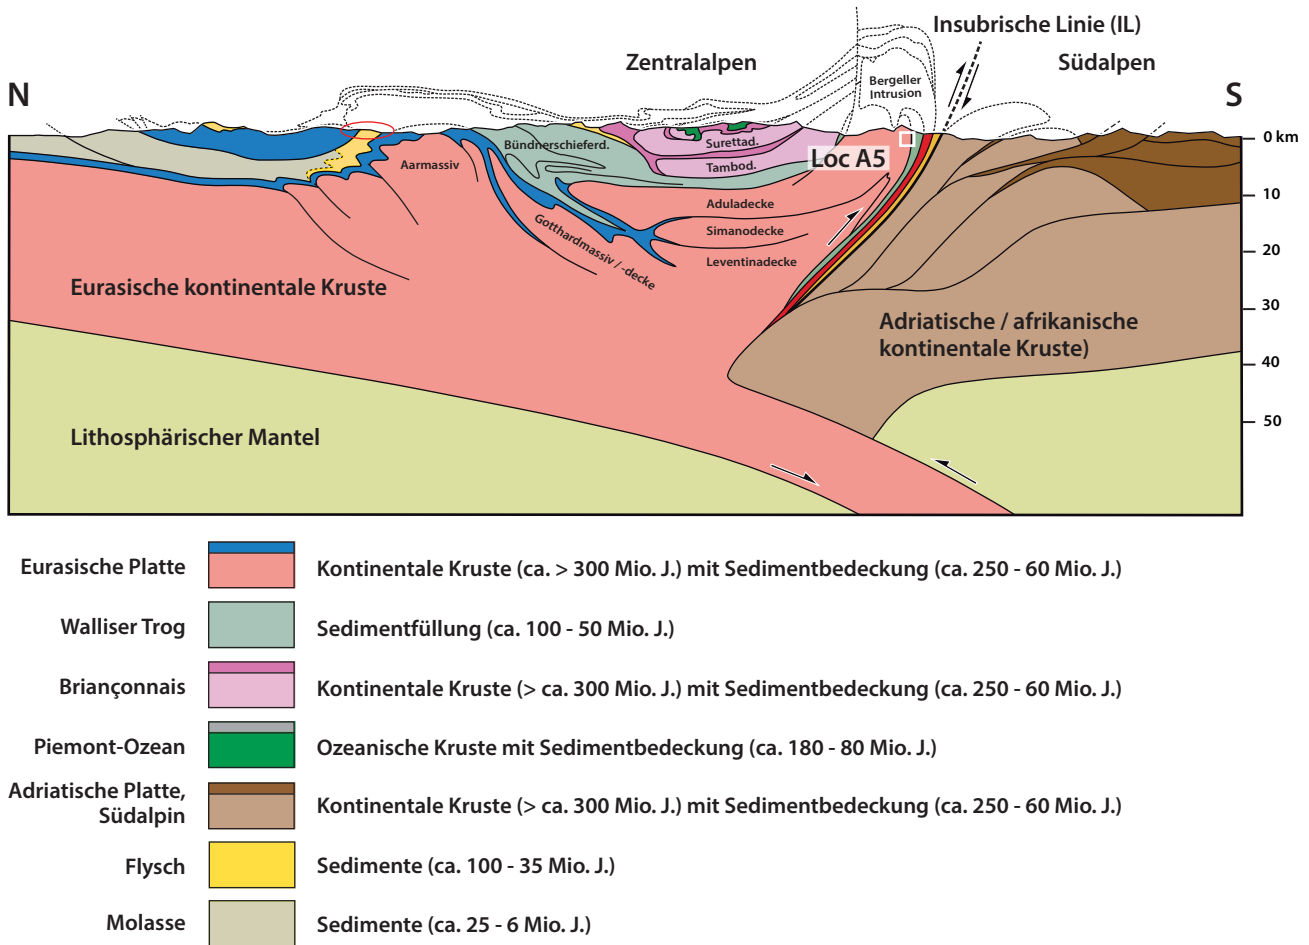 Insubrische Linie (IL)
Zentralalpen
Südalpen
N
S
Bergeller
Intrusion
0 km
Bündnerschieferd.
Surettad.
Aarmassiv
Tambod.
Loc A5
10
Aduladecke
Simanodecke
Gotthardmassiv / -decke
Leventinadecke
20
Eurasische kontinentale Kruste
30
Adriatische / afrikanische
kontinentale Kruste)
40
50
Lithosphärischer Mantel
Eurasische Platte
Kontinentale Kruste (ca. > 300 Mio. J.) mit Sedimentbedeckung (ca. 250 - 60 Mio. J.)
Walliser Trog
Sedimentfüllung (ca. 100 - 50 Mio. J.)
Briançonnais
Kontinentale Kruste (> ca. 300 Mio. J.) mit Sedimentbedeckung (ca. 250 - 60 Mio. J.)
Piemont-Ozean
Ozeanische Kruste mit Sedimentbedeckung (ca. 180 - 80 Mio. J.)
Adriatische Platte,
Südalpin
Kontinentale Kruste (> ca. 300 Mio. J.) mit Sedimentbedeckung (ca. 250 - 60 Mio. J.)
Flysch
Sedimente (ca. 100 - 35 Mio. J.)
Molasse
Sedimente (ca. 25 - 6 Mio. J.)